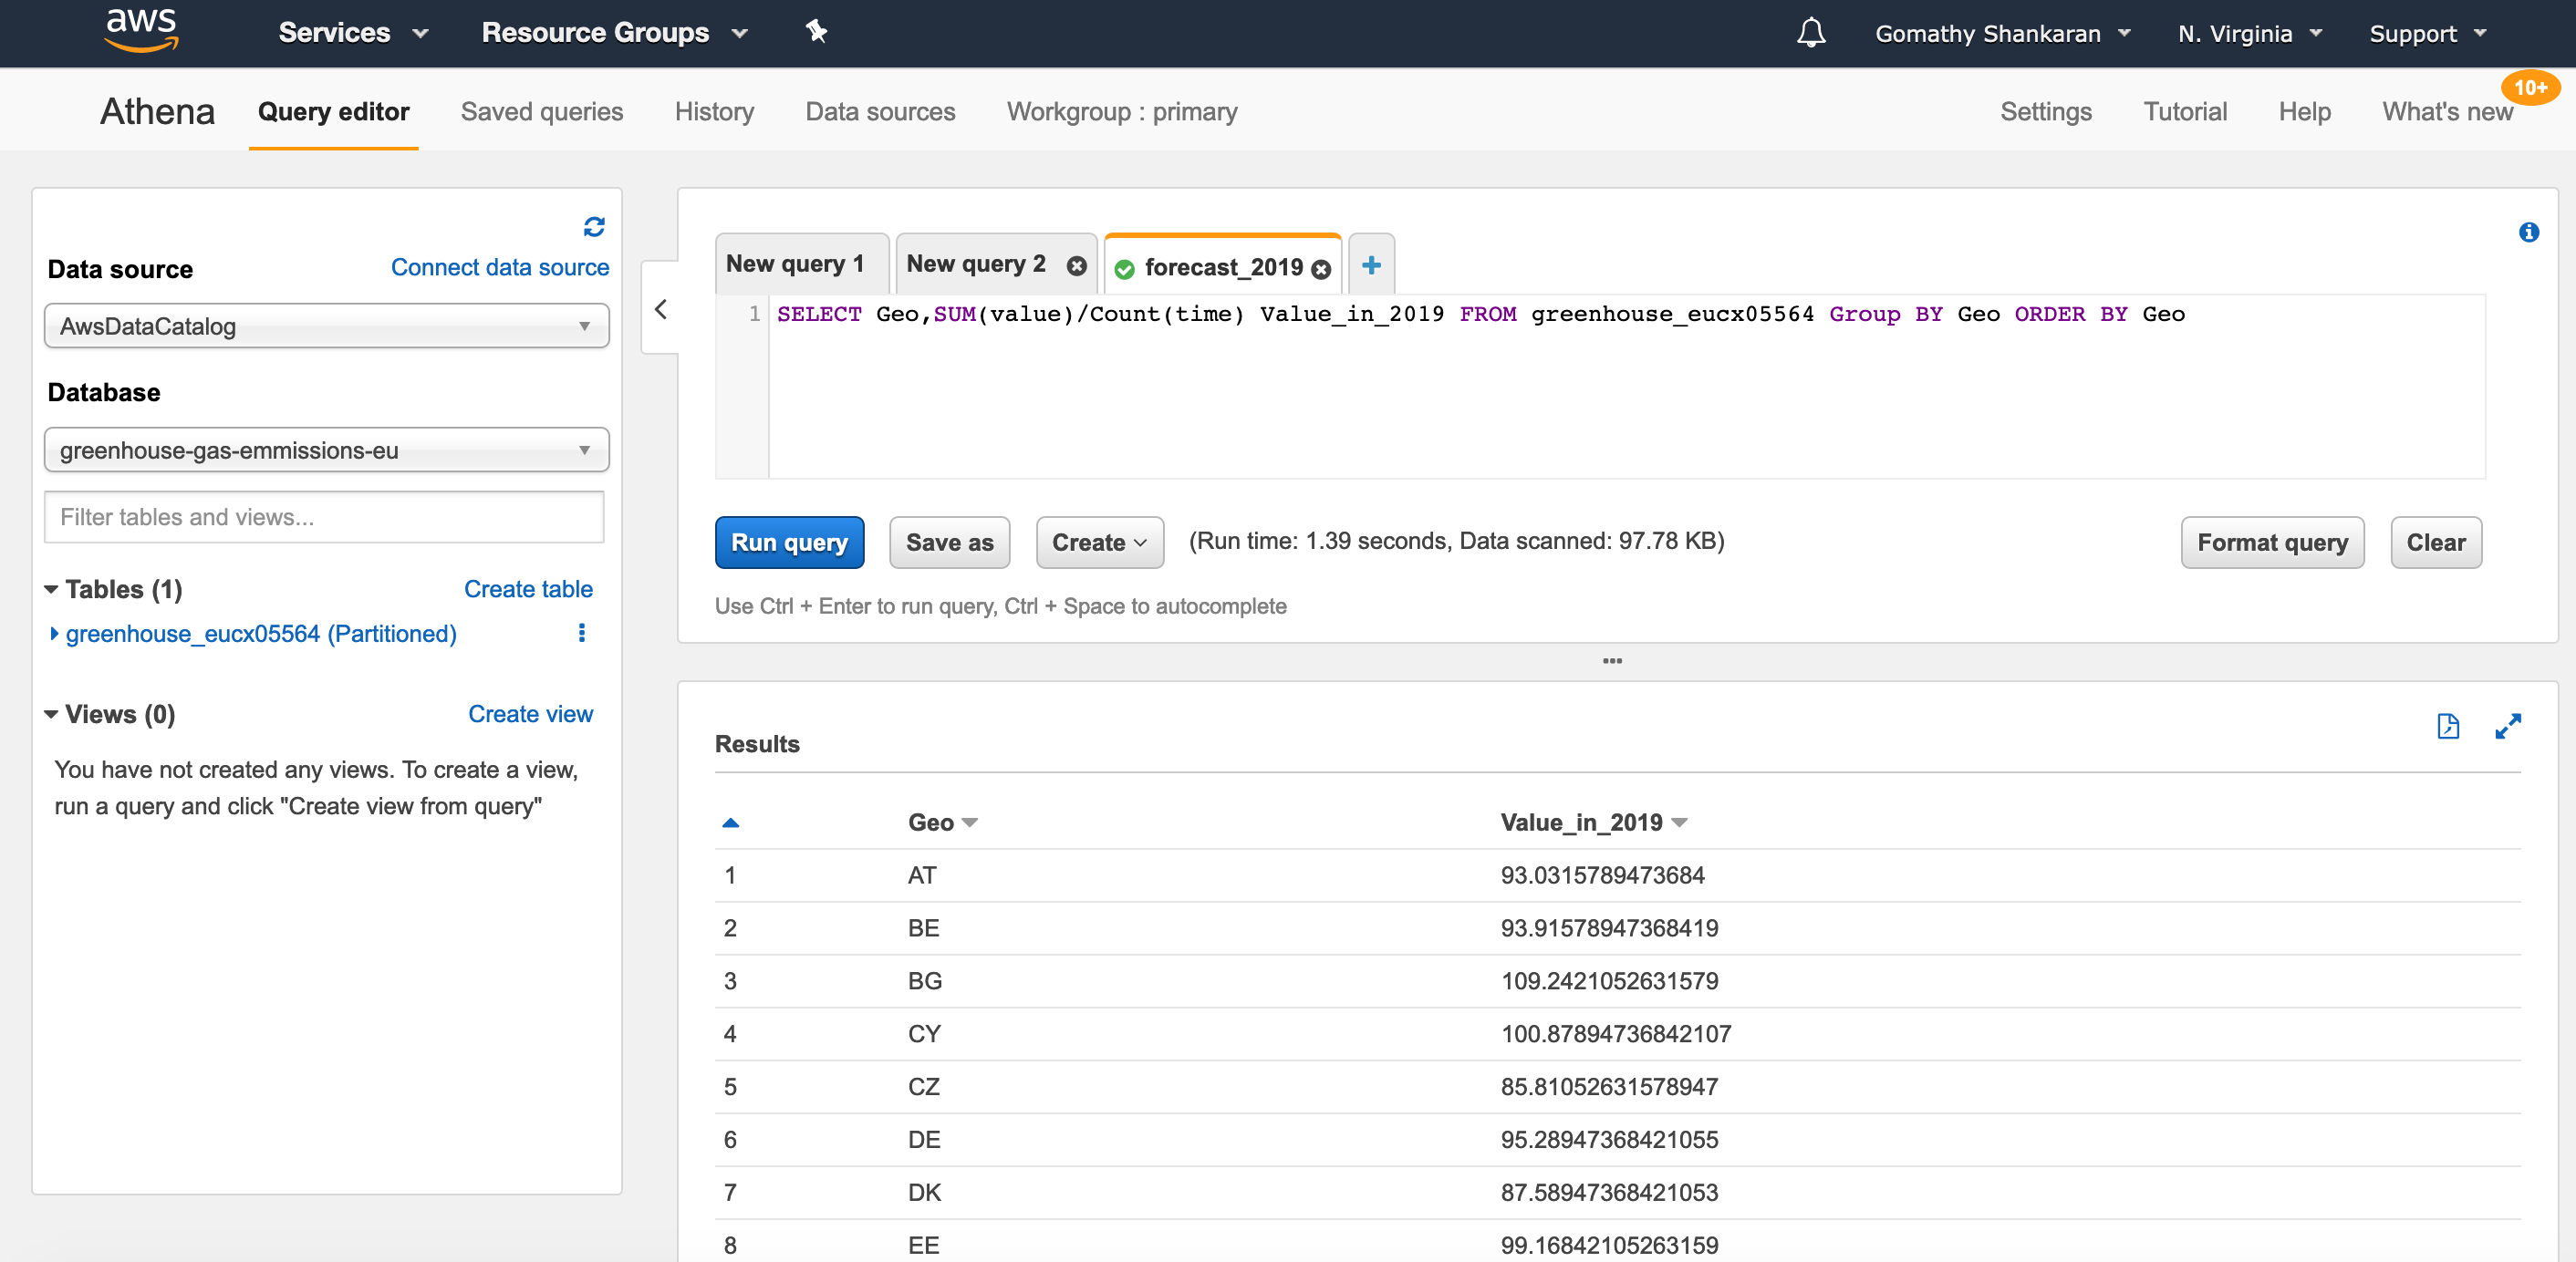 aws Services Resource Groups Gomathy Shankaran N. Virginia Support
10+
Athena Query editor Saved queries History Data sources Workgroup : primary Settings Tutorial Help What's new
Data source Connect data source
AwsDataCatalog
Database
greenhouse-gas-emmissions-eu
Filter tables and views...
Tables (1) Create table
greenhouse_eucx05564 (Partitioned)
Views (0) Create view
You have not created any views. To create a view,
run a query and click "Create view from query"
New query 1 New query 2 forecast_2019 +
1 SELECT Geo,SUM(value)/Count(time) Value_in_2019 FROM greenhouse_eucx05564 Group BY Geo ORDER BY Geo
Run query Save as Create (Run time: 1.39 seconds, Data scanned: 97.78 KB) Format query Clear
Use Ctrl + Enter to run query, Ctrl + Space to autocomplete
Results
Geo Value_in_2019
1 AT 93.0315789473684
2 BE 93.91578947368419
3 BG 109.2421052631579
4 CY 100.87894736842107
5 CZ 85.81052631578947
6 DE 95.28947368421055
7 DK 87.58947368421053
8 EE 99.16842105263159